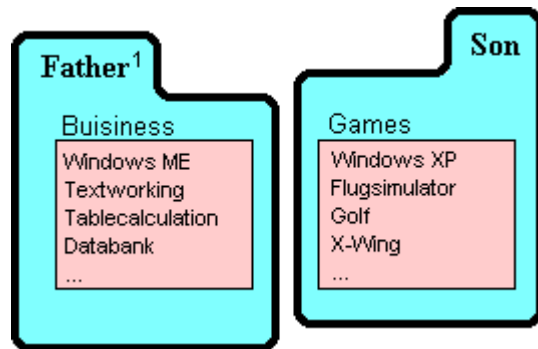 Father¹
Buisiness
Windows ME
Textworking
Tablecalculation
Databank
...
Son
Games
Windows XP
Flugsimulator
Golf
X-Wing
...